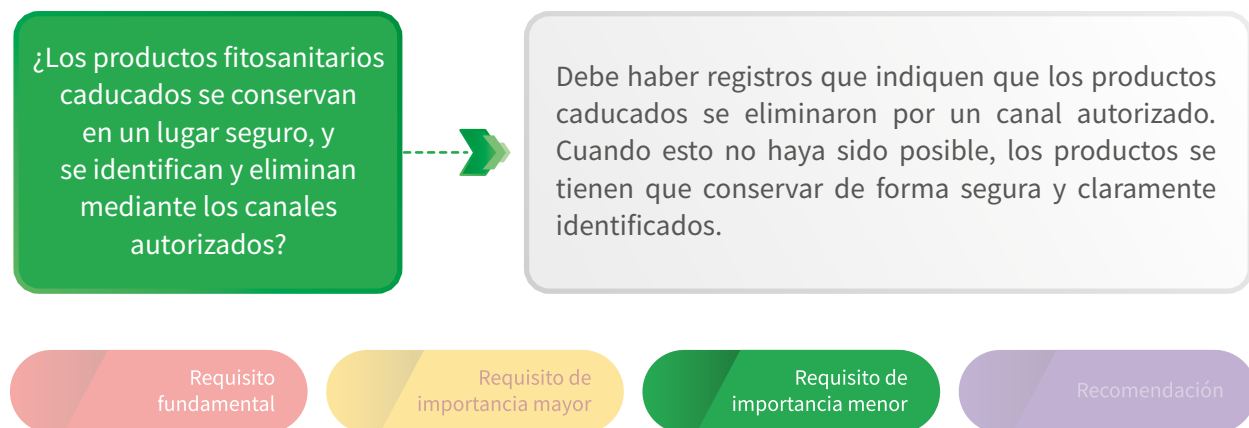 ¿Los productos fitosanitarios
caducados se conservan
en un lugar seguro, y
se identifican y eliminan
mediante los canales
autorizados?
Debe haber registros que indiquen que los productos
caducados se eliminaron por un canal autorizado.
Cuando esto no haya sido posible, los productos se
tienen que conservar de forma segura y claramente
identificados.
Requisito
fundamental
Requisito de
importancia mayor
Requisito de
importancia menor
Recomendación